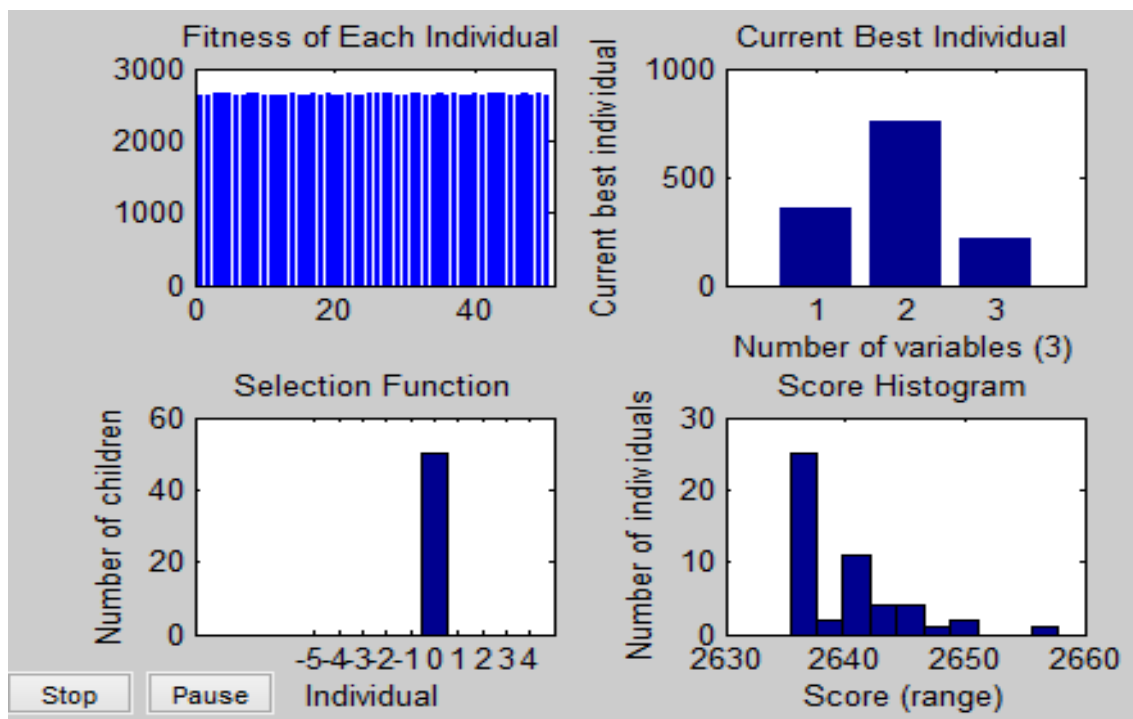 Fitness of Each Individual
3000
2000
1000
0
0 20 40
Current Best Individual
Current best individual
1000
500
0
1 2 3
Number of variables (3)
Selection Function
Number of children
60
40
20
0
-5-4-3-2-1 0 1 2 3 4
Individual
Score Histogram
Number of individuals
30
20
10
0
2630 2640 2650 2660
Score (range)
Stop
Pause